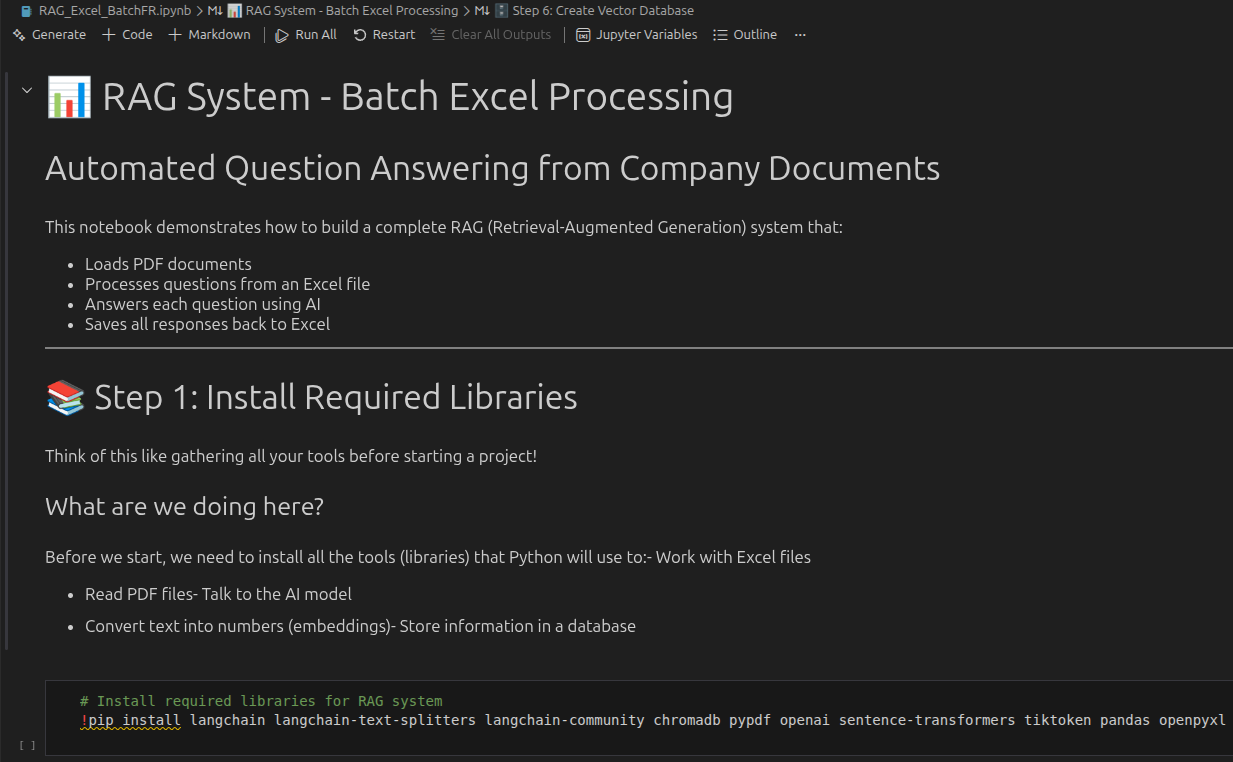 RAG_Excel_BatchFR.ipynb > M↓ 📊 RAG System - Batch Excel Processing > M↓ Step 6: Create Vector Database
Generate + Code + Markdown | Run All Restart Clear All Outputs | Jupyter Variables Outline ...
📊 RAG System - Batch Excel Processing
Automated Question Answering from Company Documents
This notebook demonstrates how to build a complete RAG (Retrieval-Augmented Generation) system that:
• Loads PDF documents
• Processes questions from an Excel file
• Answers each question using AI
• Saves all responses back to Excel
📚 Step 1: Install Required Libraries
Think of this like gathering all your tools before starting a project!
What are we doing here?
Before we start, we need to install all the tools (libraries) that Python will use to:- Work with Excel files
• Read PDF files- Talk to the AI model
• Convert text into numbers (embeddings)- Store information in a database
# Install required libraries for RAG system
!pip install langchain langchain-text-splitters langchain-community chromadb pypdf openai sentence-transformers tiktoken pandas openpyxl
[ ]